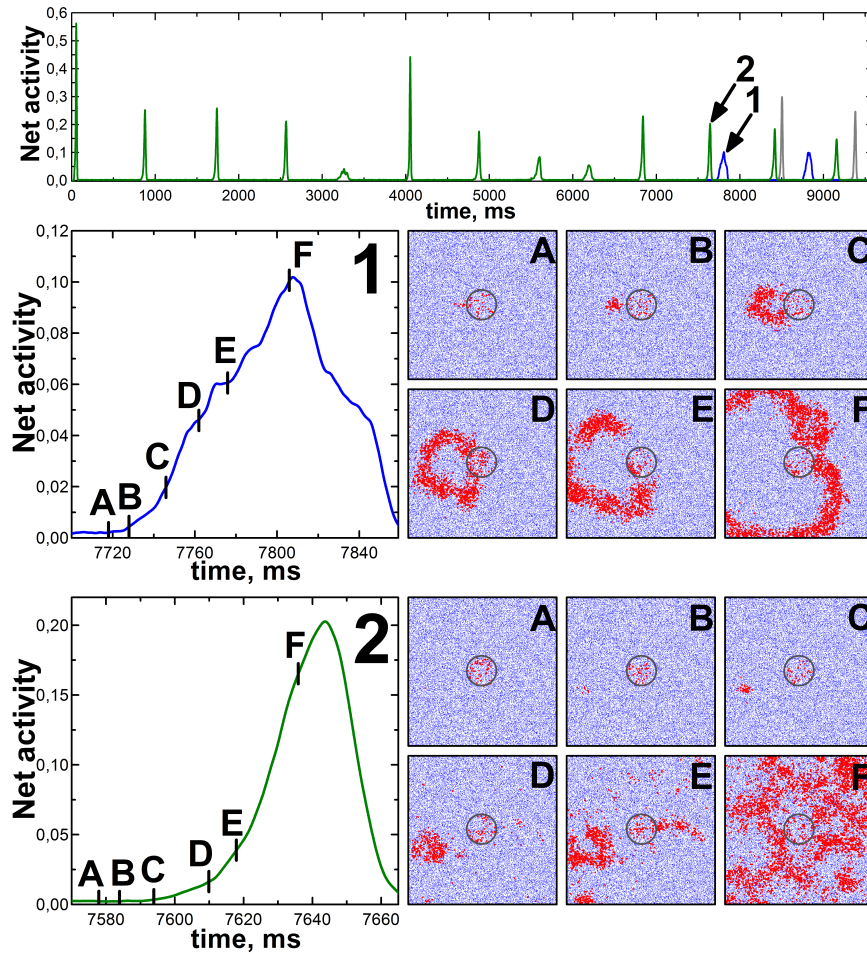 Net activity
0,6
0,5
0,4
0,3
0,2
0,1
0,0
2
1
0 1000 2000 3000 4000 5000 6000 7000 8000 9000
time, ms
Net activity
0,12
0,10
0,08
0,06
0,04
0,02
0,00
1
A B C D E F
7720 7760 7800 7840
time, ms
A B C
D E F
Net activity
0,20
0,15
0,10
0,05
0,00
2
A B C D E F
7580 7600 7620 7640 7660
time, ms
A B C
D E F